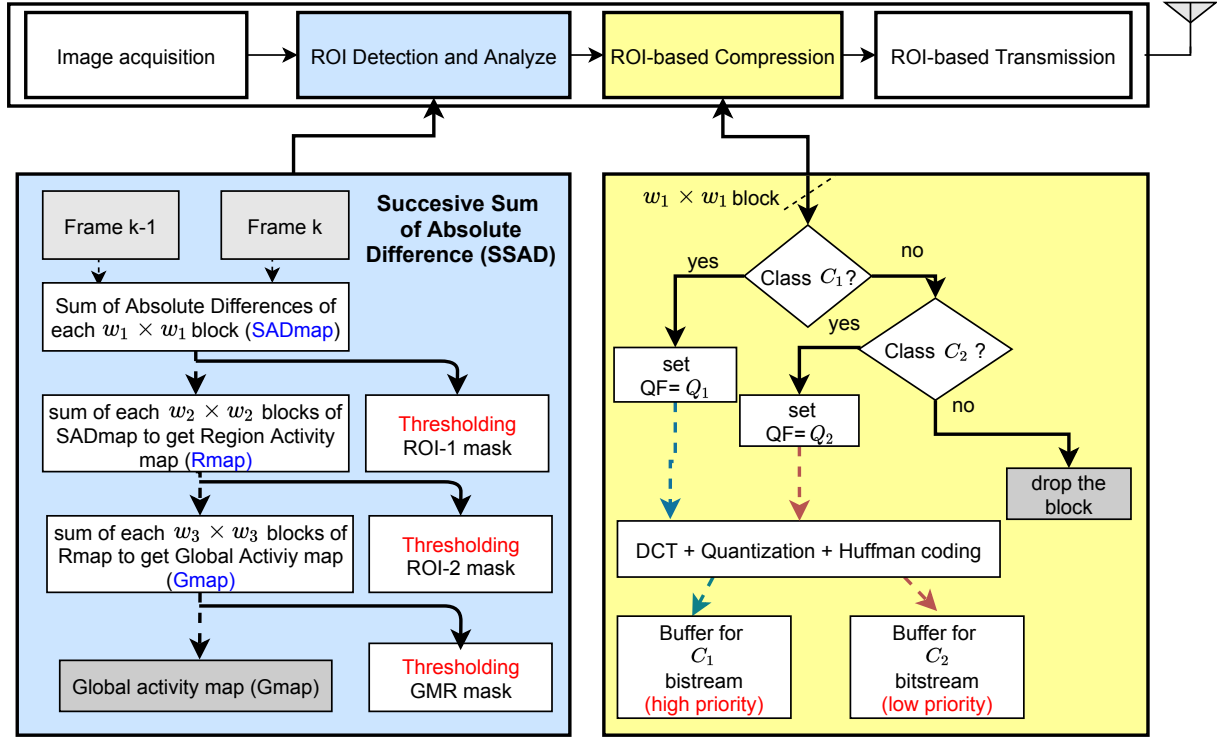 Image acquisition
ROI Detection and Analyze
ROI-based Compression
ROI-based Transmission
Frame k-1
Frame k
Succesive Sum
of Absolute
Difference (SSAD)
Sum of Absolute Differences of
each w₁ × w₁ block (SADmap)
sum of each w₂ × w₂ blocks of
SADmap to get Region Activity
map (Rmap)
Thresholding
ROI-1 mask
sum of each w₃ × w₃ blocks of
Rmap to get Global Activiy map
(Gmap)
Thresholding
ROI-2 mask
Global activity map (Gmap)
Thresholding
GMR mask
w₁ × w₁ block
Class C₁?
yes
no
set
QF= Q₁
Class C₂ ?
yes
no
set
QF= Q₂
drop the
block
DCT + Quantization + Huffman coding
Buffer for
C₁
bistream
(high priority)
Buffer for
C₂
bitstream
(low priority)